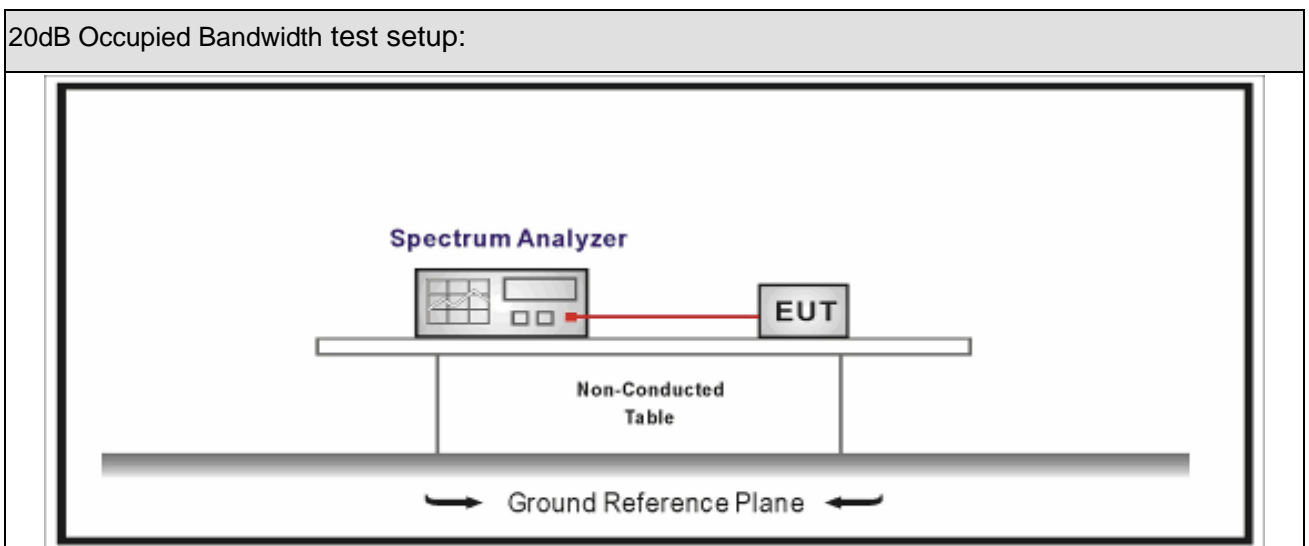 20dB Occupied Bandwidth test setup:
Spectrum Analyzer
EUT
Non-Conducted
Table
Ground Reference Plane